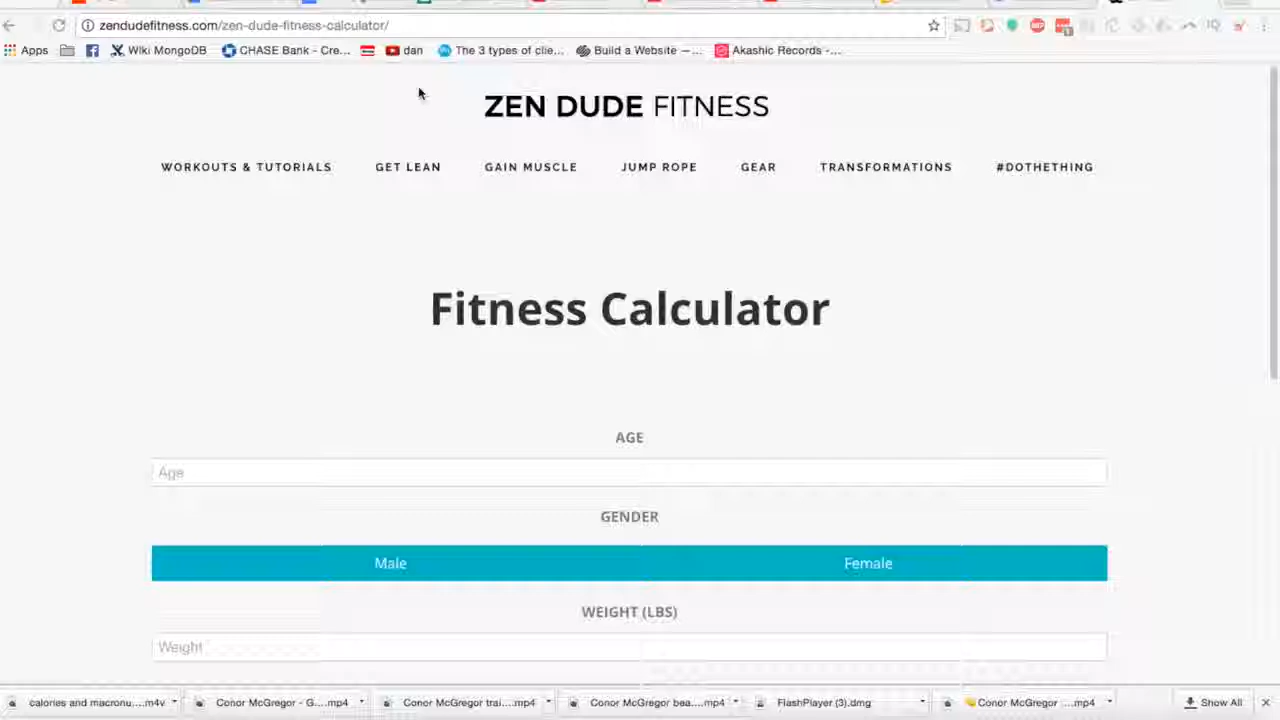 zendudefitness.com/zen-dude-fitness-calculator/
Apps Wiki MongoDB CHASE Bank - Cre... dan The 3 types of clie... Build a Website —... Akashic Records -...
ZEN DUDE FITNESS
WORKOUTS & TUTORIALS GET LEAN GAIN MUSCLE JUMP ROPE GEAR TRANSFORMATIONS #DOTHETHING
Fitness Calculator
AGE
Age
GENDER
Male Female
WEIGHT (LBS)
Weight
calories and macronu....m4v Conor McGregor - G....mp4 Conor McGregor trai....mp4 Conor McGregor bea....mp4 FlashPlayer (3).dmg Conor McGregor ....mp4 Show All